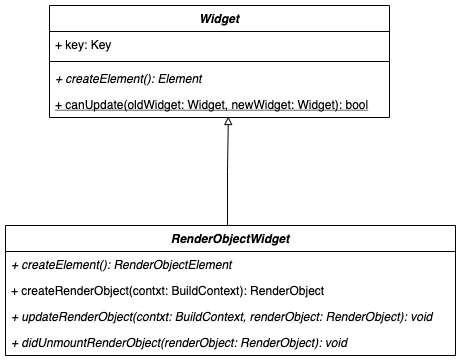 Widget
+ key: Key
+ createElement(): Element
+ canUpdate(oldWidget: Widget, newWidget: Widget): bool
RenderObjectWidget
+ createElement(): RenderObjectElement
+ createRenderObject(contxt: BuildContext): RenderObject
+ updateRenderObject(contxt: BuildContext, renderObject: RenderObject): void
+ didUnmountRenderObject(renderObject: RenderObject): void